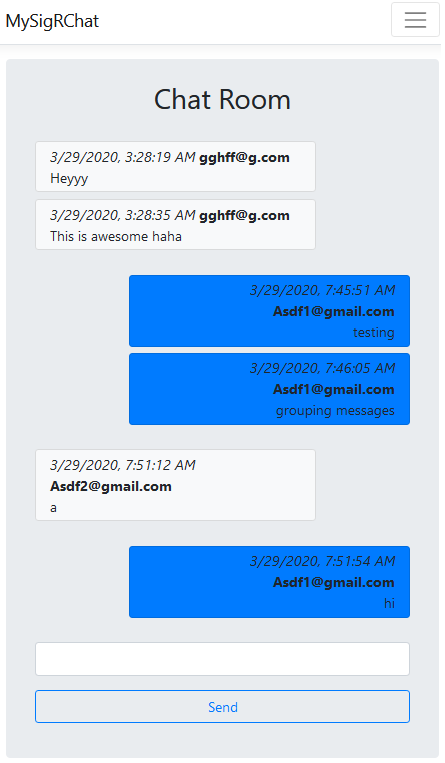 MySigRChat
Chat Room
3/29/2020, 3:28:19 AM gghff@g.com
Heyyy
3/29/2020, 3:28:35 AM gghff@g.com
This is awesome haha
3/29/2020, 7:45:51 AM
Asdf1@gmail.com
testing
3/29/2020, 7:46:05 AM
Asdf1@gmail.com
grouping messages
3/29/2020, 7:51:12 AM
Asdf2@gmail.com
a
3/29/2020, 7:51:54 AM
Asdf1@gmail.com
hi
Send